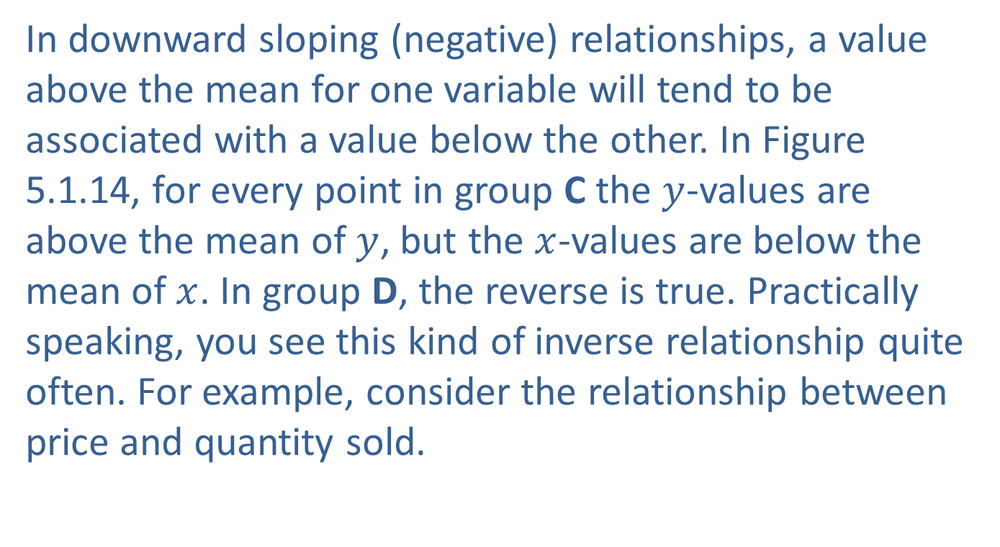 In downward sloping (negative) relationships, a value
above the mean for one variable will tend to be
associated with a value below the other. In Figure
5.1.14, for every point in group C the y-values are
above the mean of y, but the x-values are below the
mean of x. In group D, the reverse is true. Practically
speaking, you see this kind of inverse relationship quite
often. For example, consider the relationship between
price and quantity sold.